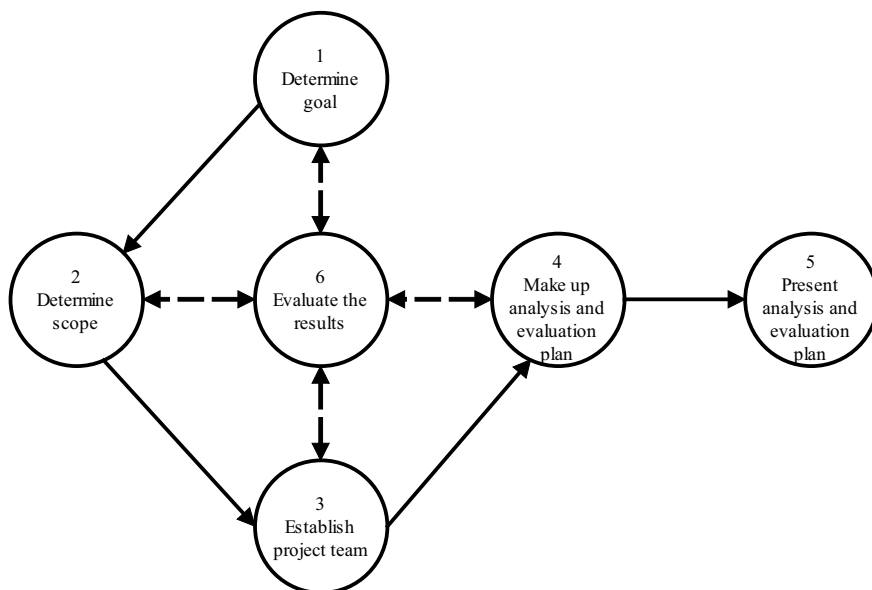 1
Determine
goal
2
Determine
scope
6
Evaluate the
results
4
Make up
analysis and
evaluation
plan
5
Present
analysis and
evaluation
plan
3
Establish
project team